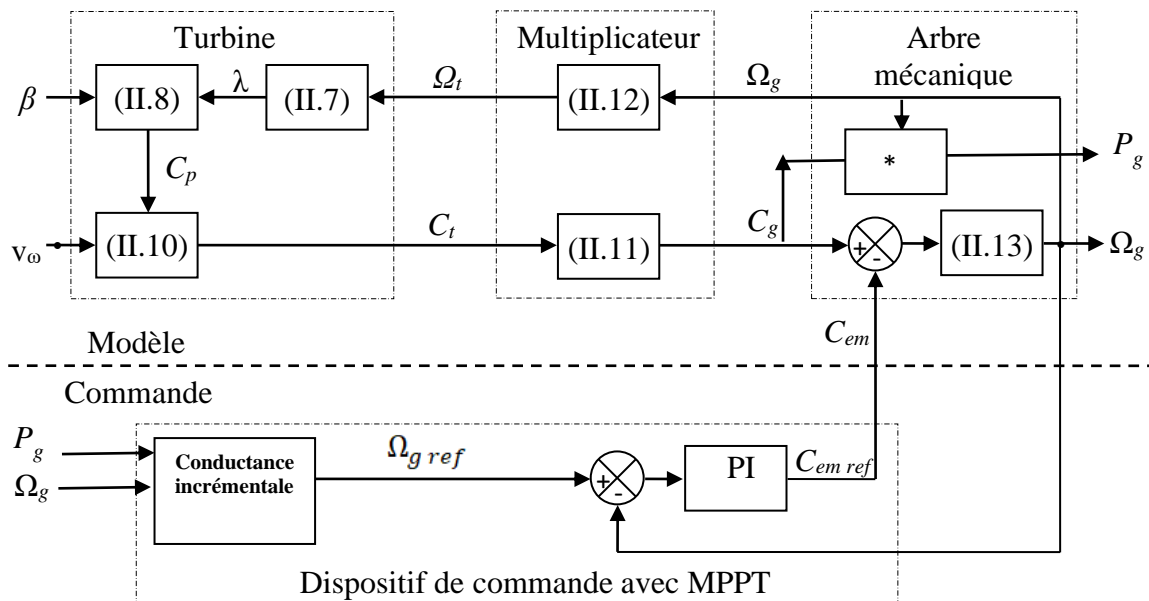 Turbine
Multiplicateur
Arbre
mécanique
β
(II.8)
λ
(II.7)
Ωt
(II.12)
Ωg
*
Pg
Cp
vω
(II.10)
Ct
(II.11)
Cg
+
-
(II.13)
Ωg
Cem
Modèle
Commande
Pg
Ωg
Conductance
incrémentale
Ωg ref
+
-
PI
Cem ref
Dispositif de commande avec MPPT